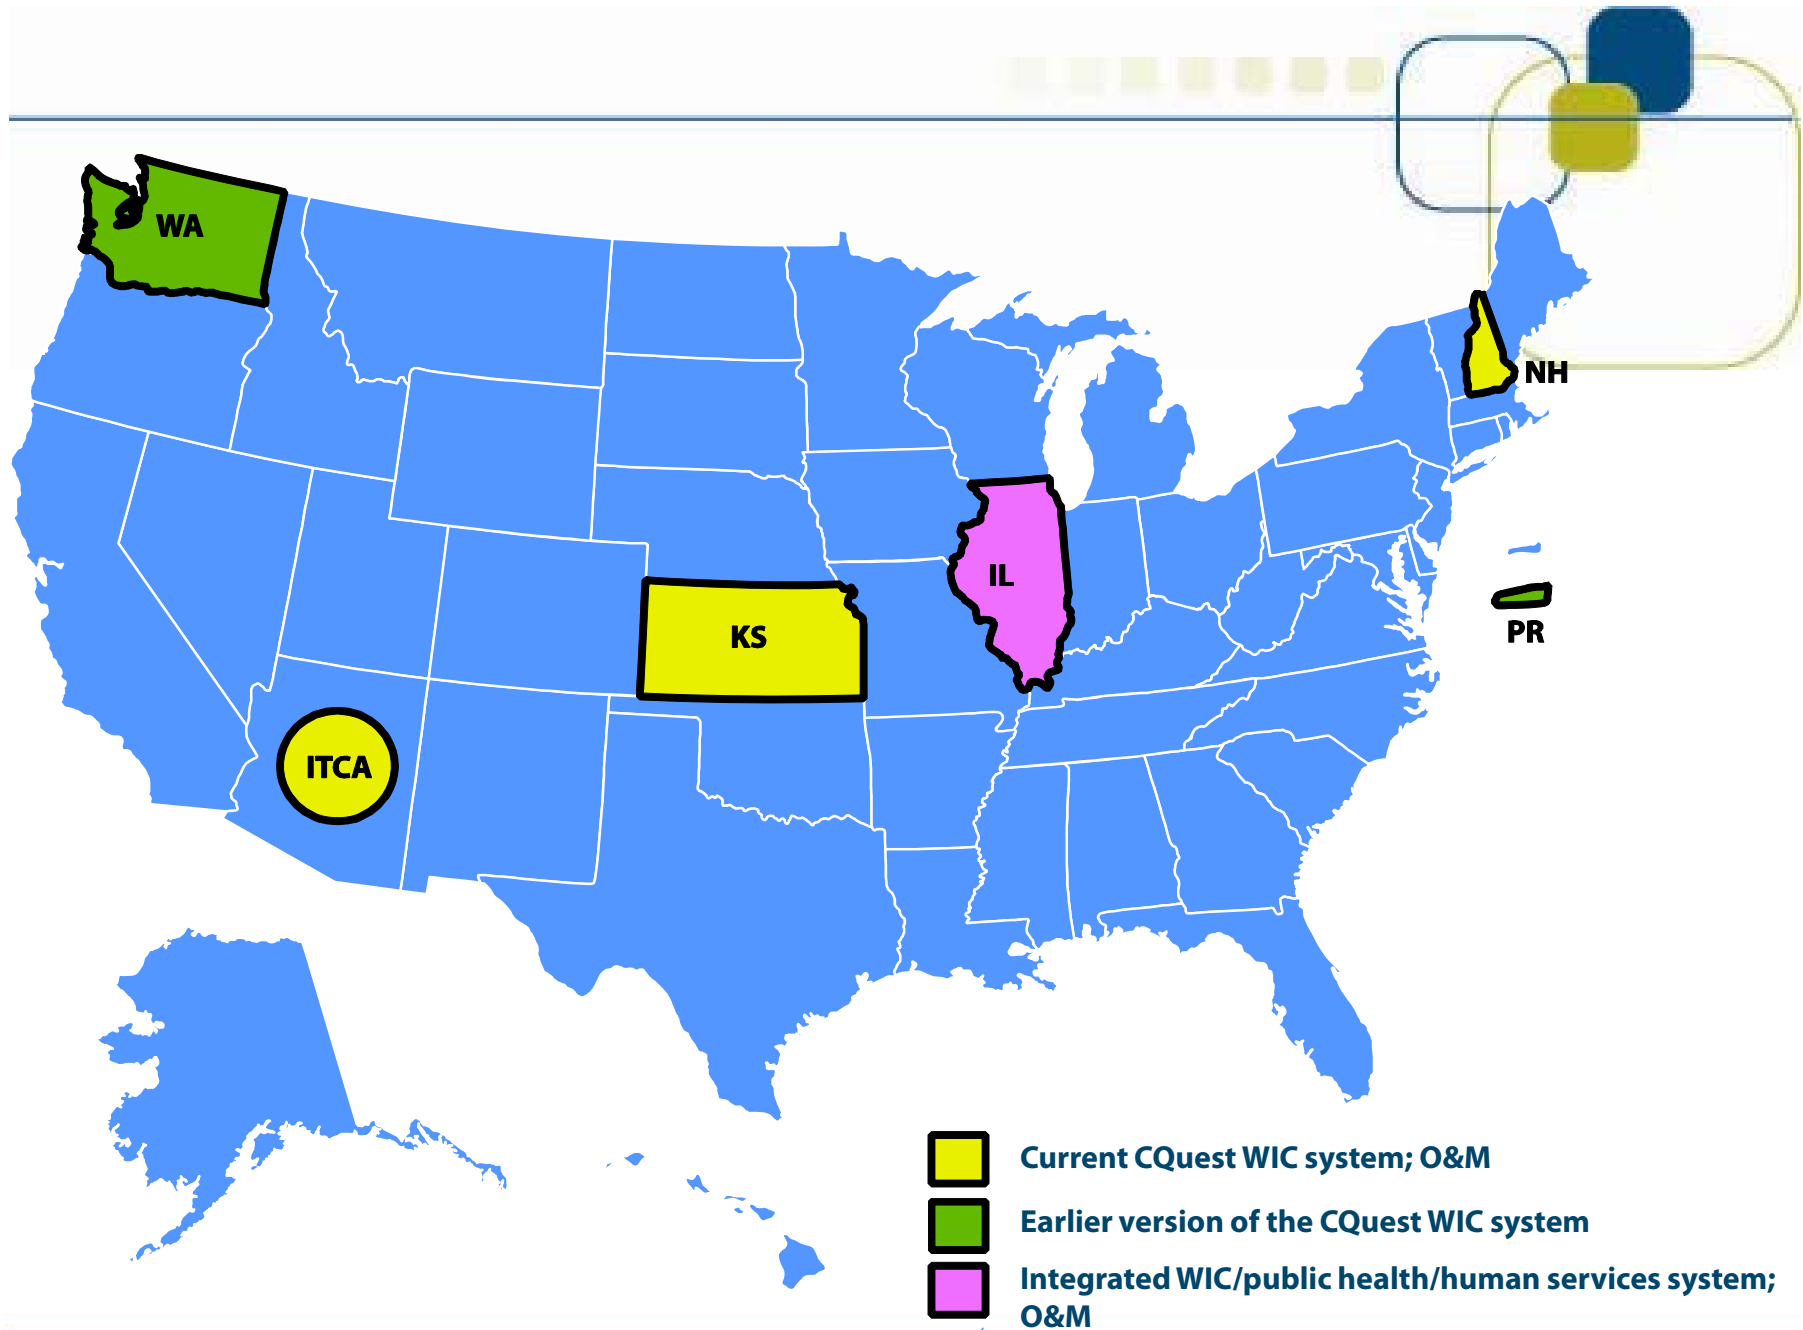 WA
NH
IL
PR
KS
ITCA
Current CQuest WIC system; O&M
Earlier version of the CQuest WIC system
Integrated WIC/public health/human services system;
O&M